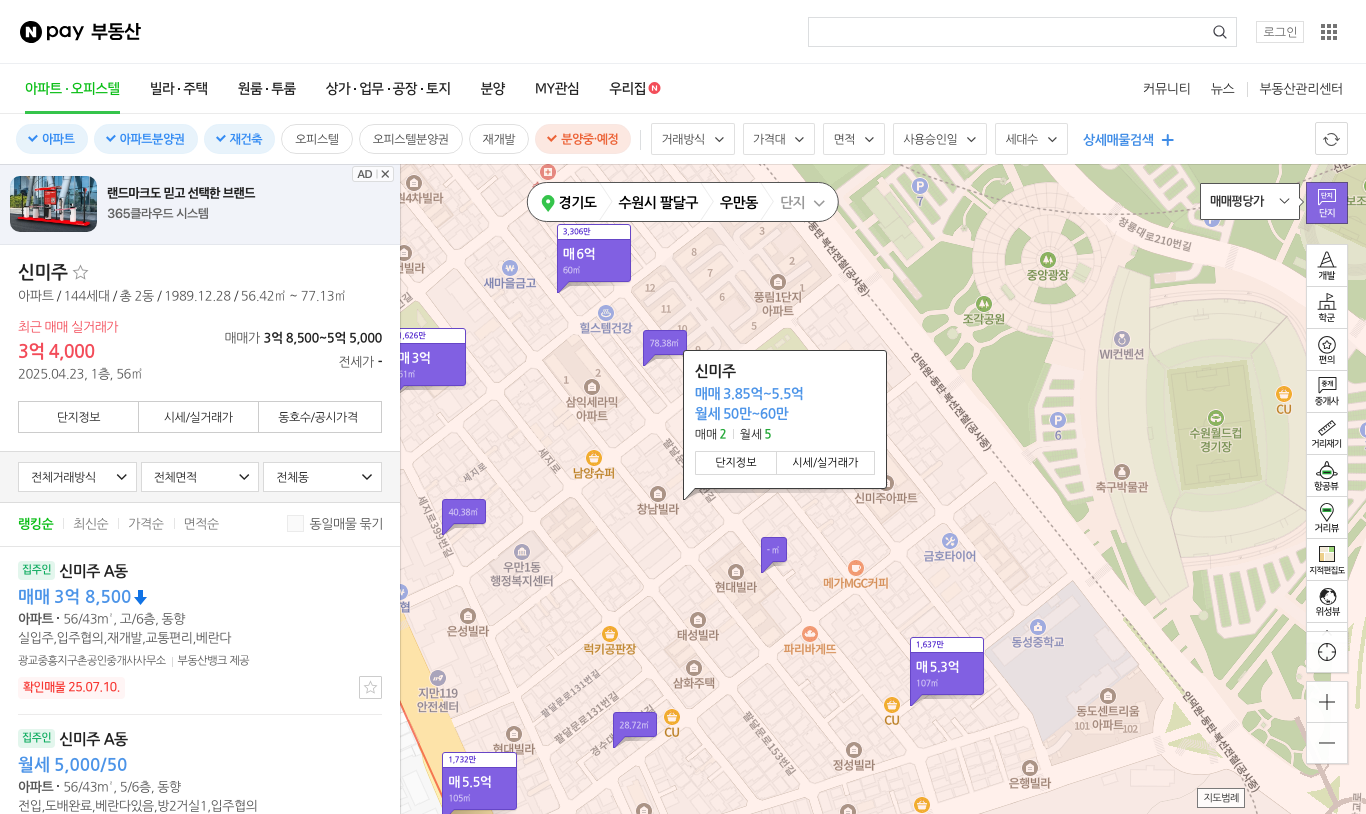 N pay 부동산
로그인
아파트·오피스텔
빌라·주택
원룸·투룸
상가·업무·공장·토지
분양
MY관심
우리집 N
커뮤니티
뉴스
부동산관리센터
아파트
아파트분양권
재건축
오피스텔
오피스텔분양권
재개발
분양중·예정
거래방식
가격대
면적
사용승인일
세대수
상세매물검색
AD
랜드마크도 믿고 선택한 브랜드
365클라우드 시스템
신미주
아파트 / 144세대 / 총 2동 / 1989.12.28 / 56.42㎡ ~ 77.13㎡
최근 매매 실거래가
3억 4,000
2025.04.23, 1층, 56㎡
매매가 3억 8,500~5억 5,000
전세가 -
단지정보
시세/실거래가
동호수/공시가격
전체거래방식
전체면적
전체동
랭킹순
최신순
가격순
면적순
동일매물 묶기
집주인 신미주 A동
매매 3억 8,500
아파트 · 56/43m², 고/6층, 동향
실입주,입주협의,재개발,교통편리,베란다
광교중흥지구촌공인중개사사무소 | 부동산뱅크 제공
확인매물 25.07.10.
집주인 신미주 A동
월세 5,000/50
아파트 · 56/43m², 5/6층, 동향
전입,도배완료,베란다있음,방2거실1,입주협의
경기도
수원시 팔달구
우만동
단지
매매평당가
단지
단지
개발
학군
편의
중개
중개사
거리재기
항공뷰
거리뷰
지적편집도
위성뷰
지도범례
3,306만
매 6억
60㎡
1,626만
매 3억
51㎡
78.38㎡
신미주
매매 3.85억~5.5억
월세 50만~60만
매매 2
월세 5
단지정보
시세/실거래가
40.38㎡
- ㎡
1,637만
매 5.3억
107㎡
28.72㎡
1,732만
매 5.5억
105㎡
원4차빌라
새마을금고
힐스템건강
풍림1단지
아파트
7
창룡대로210번길
중앙광장
조각공원
WI컨벤션
CU
수원월드컵
경기장
6
축구박물관
삼익세라믹
아파트
남양슈퍼
세지로
세지로
창남빌라
신미주아파트
세지로399번길
우만1동
행정복지센터
금호타이어
메가MGC커피
현대빌라
은성빌라
럭키공판장
태성빌라
파리바게뜨
동성중학교
지만119
안전센터
삼화주택
팔달문로131번길
팔달문로131번길
팔달문로153번길
CU
CU
현대빌라
정성빌라
동도센트리움
101 아파트 102
은행빌라
인덕원·동탄 복선전철(공사중)
인덕원·동탄 복선전철(공사중)